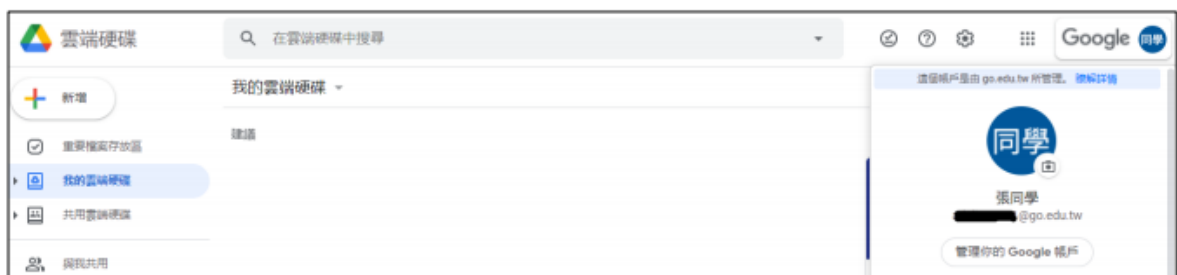 雲端硬碟
在雲端硬碟中搜尋
Google 同學
新增
我的雲端硬碟
這個帳戶是由 go.edu.tw 所管理。 瞭解詳情
建議
同學
重要檔案存放區
我的雲端硬碟
共用雲端硬碟
張同學
@go.edu.tw
管理你的 Google 帳戶
與我共用